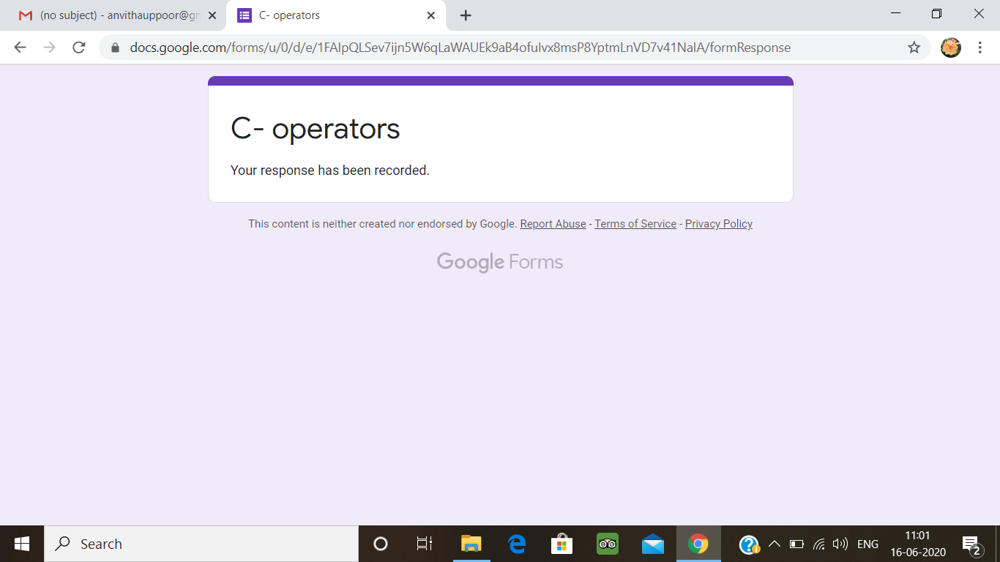 (no subject) - anvithauppoor@gm
C- operators
docs.google.com/forms/u/0/d/e/1FAIpQLSev7ijn5W6qLaWAUEk9aB4ofuIvx8msP8YptmLnVD7v41NaIA/formResponse
C- operators
Your response has been recorded.
This content is neither created nor endorsed by Google. Report Abuse - Terms of Service - Privacy Policy
Google Forms
Search
ENG
11:01
16-06-2020
2